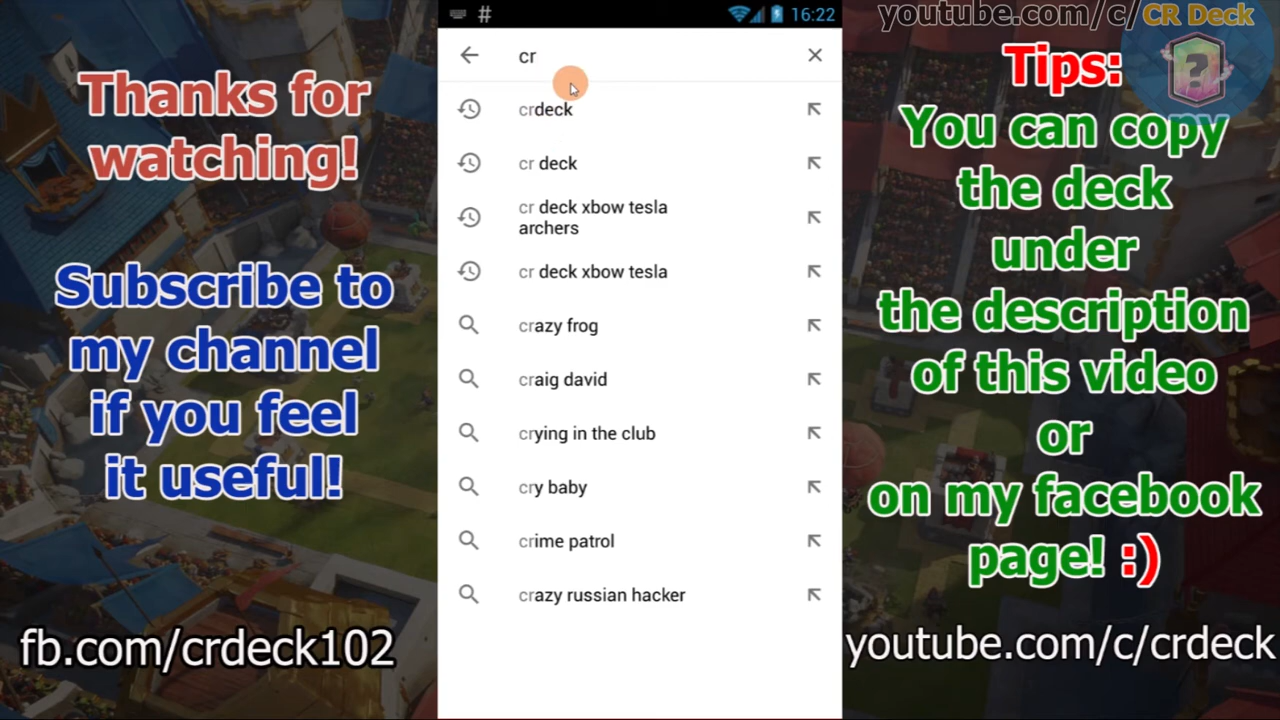 Thanks for
watching!
Subscribe to
my channel
if you feel
it useful!
fb.com/crdeck102
#
16:22
cr
crdeck
cr deck
cr deck xbow tesla
archers
cr deck xbow tesla
crazy frog
craig david
crying in the club
cry baby
crime patrol
crazy russian hacker
youtube.com/c/CR Deck
?
Tips:
You can copy
the deck
under
the description
of this video
or
on my facebook
page! :)
youtube.com/c/crdeck